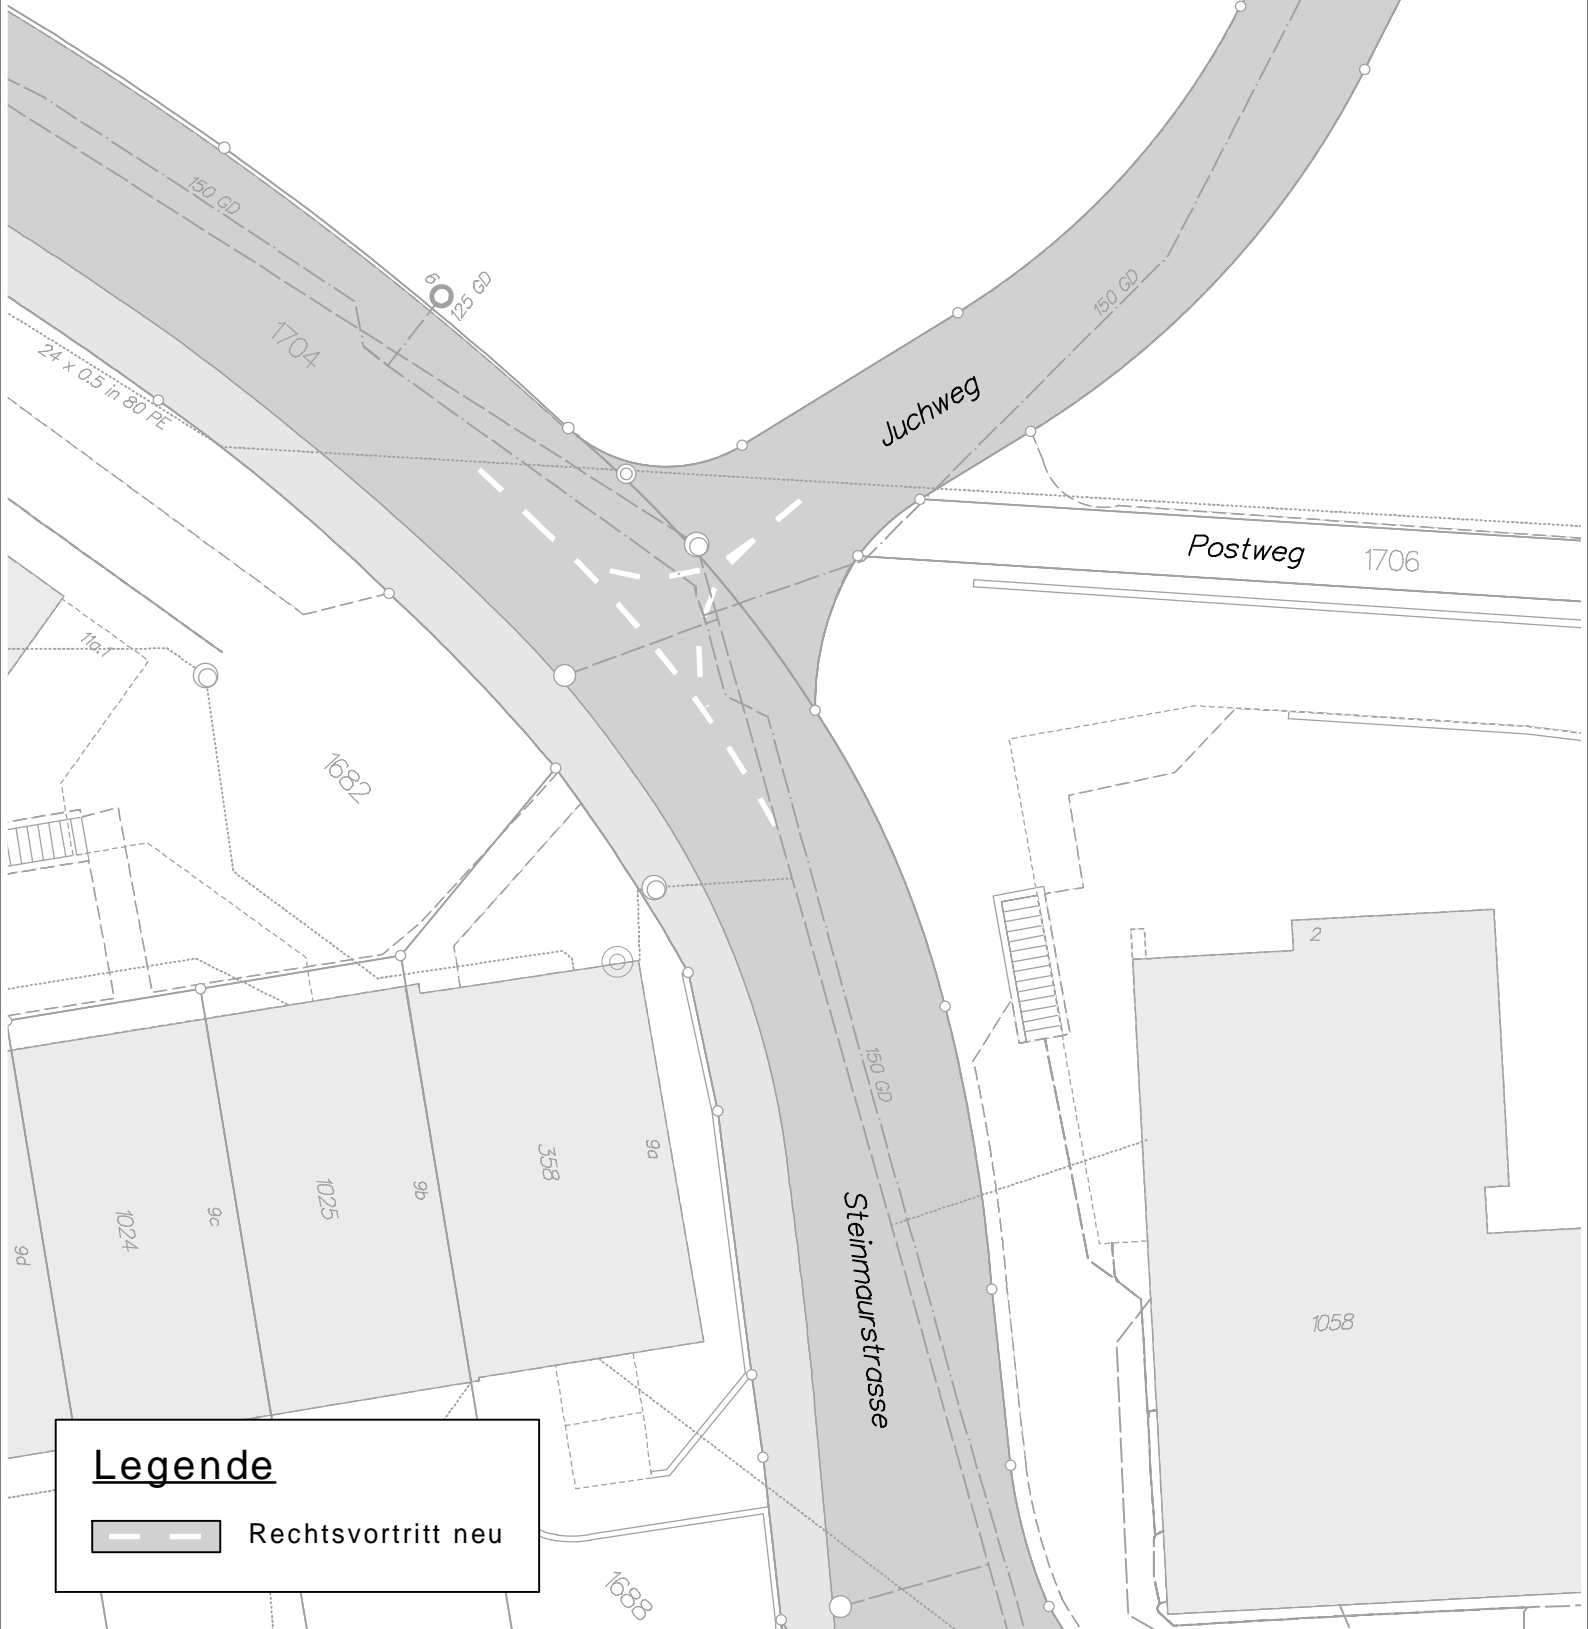 150 GD
6
125 GD
1704
24 x 0.5 in 80 PE
150 GD
Juchweg
Postweg
1706
11a.1
1682
2
150 GD
358
9a
1025
9b
1024
9c
9d
Steinmaurstrasse
1058
Legende
Rechtsvortritt neu
1688